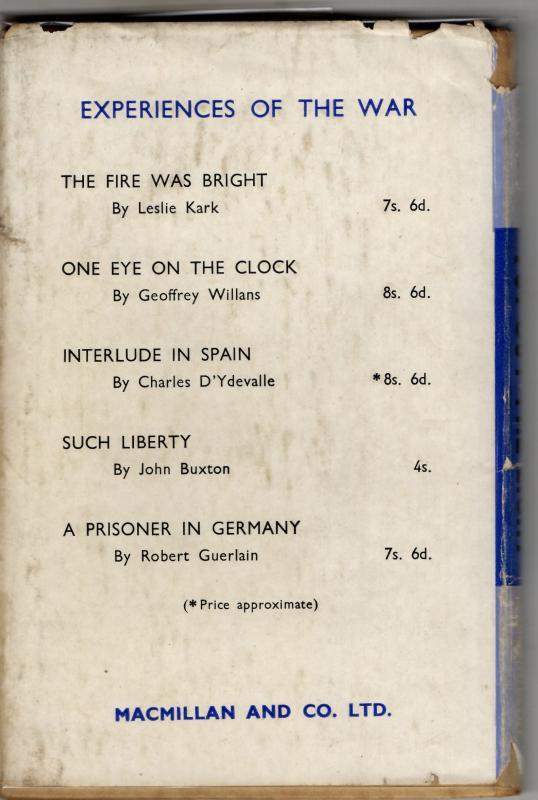 EXPERIENCES OF THE WAR
THE FIRE WAS BRIGHT
By Leslie Kark 7s. 6d.
ONE EYE ON THE CLOCK
By Geoffrey Willans 8s. 6d.
INTERLUDE IN SPAIN
By Charles D'Ydevalle *8s. 6d.
SUCH LIBERTY
By John Buxton 4s.
A PRISONER IN GERMANY
By Robert Guerlain 7s. 6d.
(*Price approximate)
MACMILLAN AND CO. LTD.